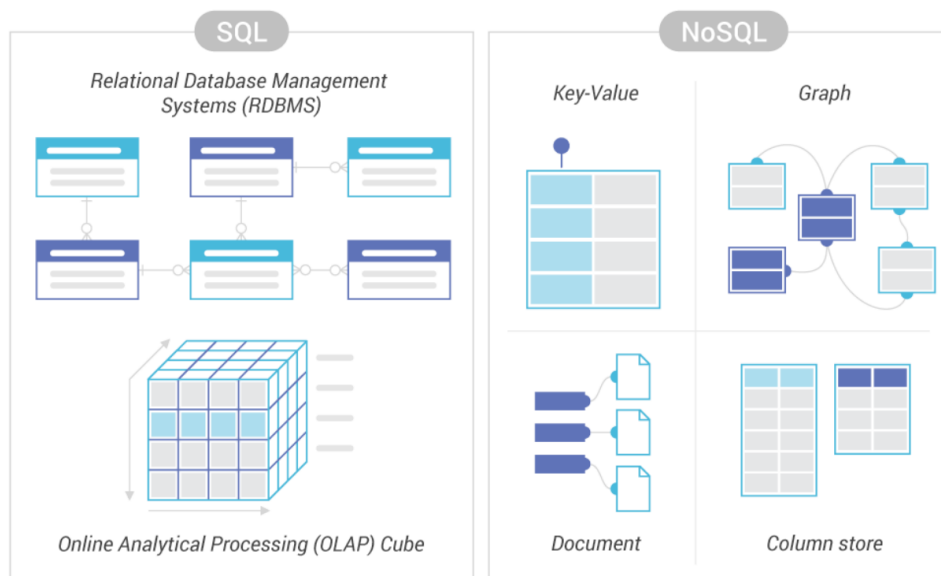 SQL
Relational Database Management
Systems (RDBMS)
Online Analytical Processing (OLAP) Cube
NoSQL
Key-Value
Graph
Document
Column store